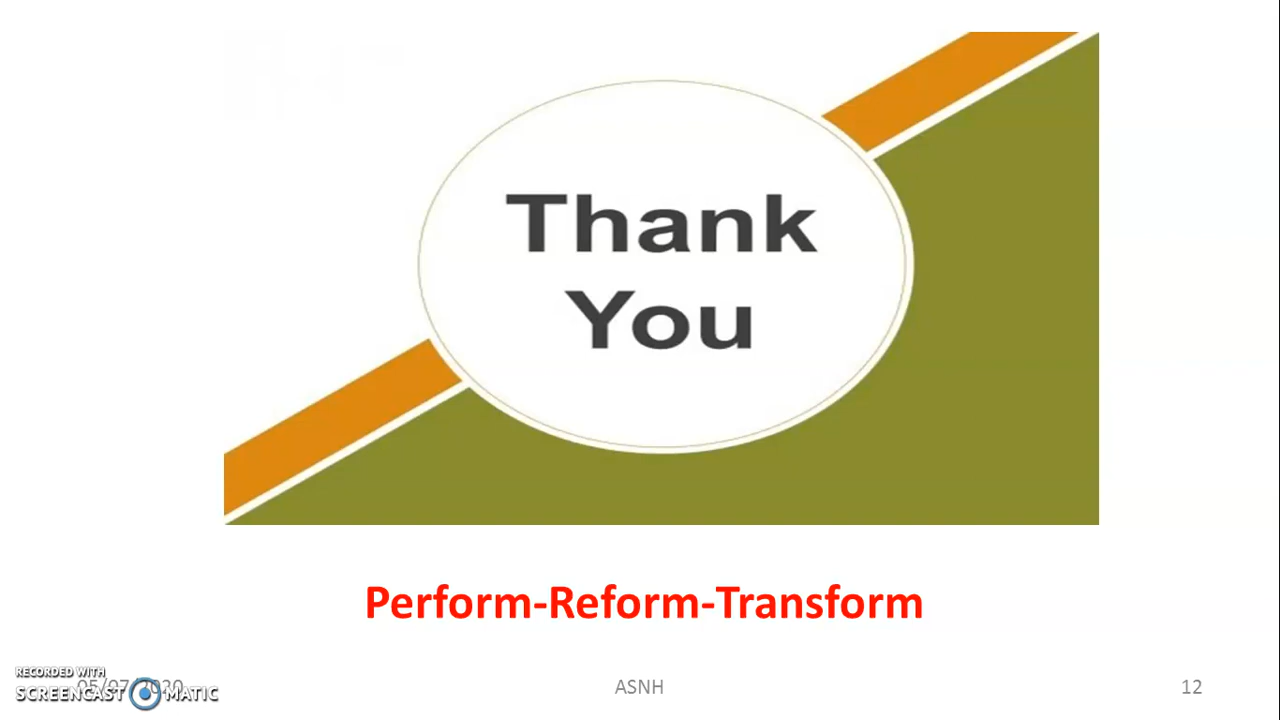 Thank
You
Perform-Reform-Transform
RECORDED WITH
SCREENCAST MATIC
ASNH
12